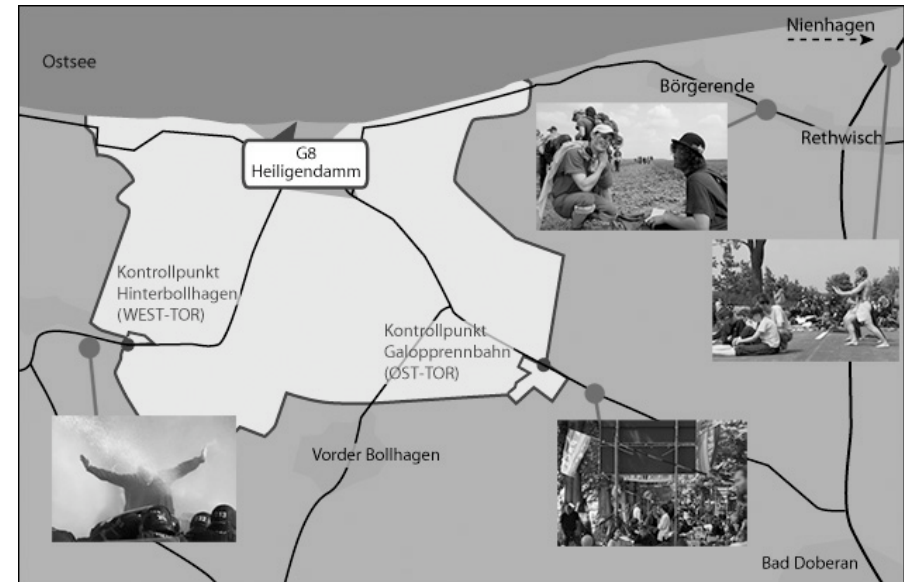 Nienhagen
Ostsee
Börgerende
Rethwisch
G8
Heiligendamm
Kontrollpunkt
Hinterbollhagen
(WEST-TOR)
Kontrollpunkt
Galopprennbahn
(OST-TOR)
Vorder Bollhagen
Bad Doberan